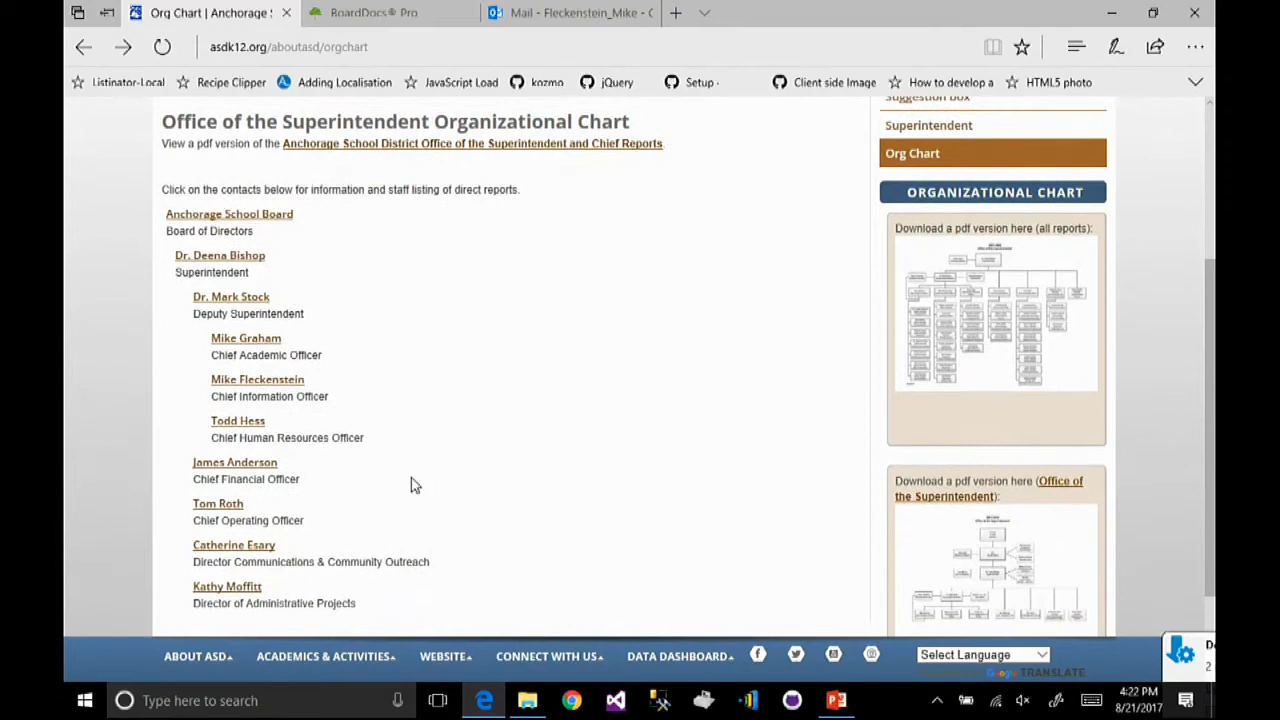 Org Chart | Anchorage S
BoardDocs® Pro
Mail - Fleckenstein_Mike - C
asdk12.org/aboutasd/orgchart
Listinator-Local
Recipe Clipper
Adding Localisation
JavaScript Load
kozmo
jQuery
Setup ·
Client side Image
How to develop a
HTML5 photo
Office of the Superintendent Organizational Chart
View a pdf version of the Anchorage School District Office of the Superintendent and Chief Reports.
Click on the contacts below for information and staff listing of direct reports.
Anchorage School Board
Board of Directors
Dr. Deena Bishop
Superintendent
Dr. Mark Stock
Deputy Superintendent
Mike Graham
Chief Academic Officer
Mike Fleckenstein
Chief Information Officer
Todd Hess
Chief Human Resources Officer
James Anderson
Chief Financial Officer
Tom Roth
Chief Operating Officer
Catherine Esary
Director Communications & Community Outreach
Kathy Moffitt
Director of Administrative Projects
Suggestion Box
Superintendent
Org Chart
ORGANIZATIONAL CHART
Download a pdf version here (all reports):
Download a pdf version here (Office of
the Superintendent):
ABOUT ASD
ACADEMICS & ACTIVITIES
WEBSITE
CONNECT WITH US
DATA DASHBOARD
Select Language
Google TRANSLATE
Type here to search
4:22 PM
8/21/2017